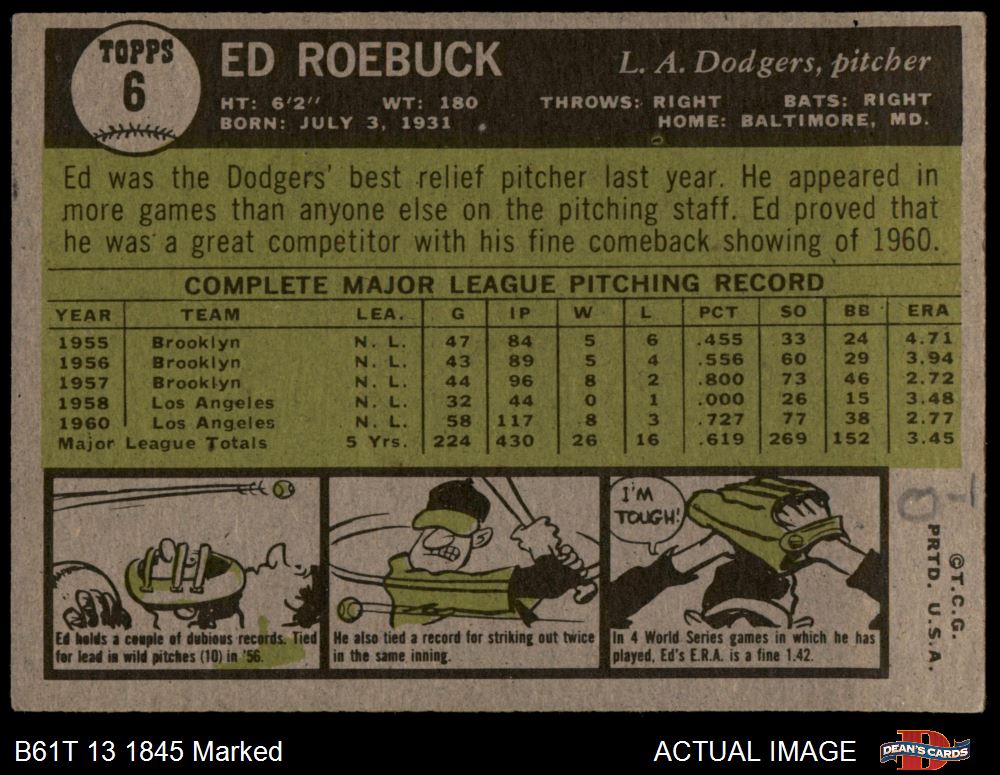 TOPPS
6
ED ROEBUCK
L. A. Dodgers, pitcher
HT: 6'2" WT: 180 THROWS: RIGHT BATS: RIGHT
BORN: JULY 3, 1931 HOME: BALTIMORE, MD.
Ed was the Dodgers' best relief pitcher last year. He appeared in
more games than anyone else on the pitching staff. Ed proved that
he was a great competitor with his fine comeback showing of 1960.
COMPLETE MAJOR LEAGUE PITCHING RECORD
YEAR TEAM LEA. G IP W L PCT SO BB ERA
1955 Brooklyn N. L. 47 84 5 6 .455 33 24 4.71
1956 Brooklyn N. L. 43 89 5 4 .556 60 29 3.94
1957 Brooklyn N. L. 44 96 8 2 .800 73 46 2.72
1958 Los Angeles N. L. 32 44 0 1 .000 26 15 3.48
1960 Los Angeles N. L. 58 117 8 3 .727 77 38 2.77
Major League Totals 5 Yrs. 224 430 26 16 .619 269 152 3.45
Ed holds a couple of dubious records. Tied
for lead in wild pitches (10) in '56.
He also tied a record for striking out twice
in the same inning.
I'M
TOUGH!
In 4 World Series games in which he has
played, Ed's E.R.A. is a fine 1.42.
©T.C.G.
PRTD. U.S.A.
B61T 13 1845 Marked
ACTUAL IMAGE
DEAN'S CARDS